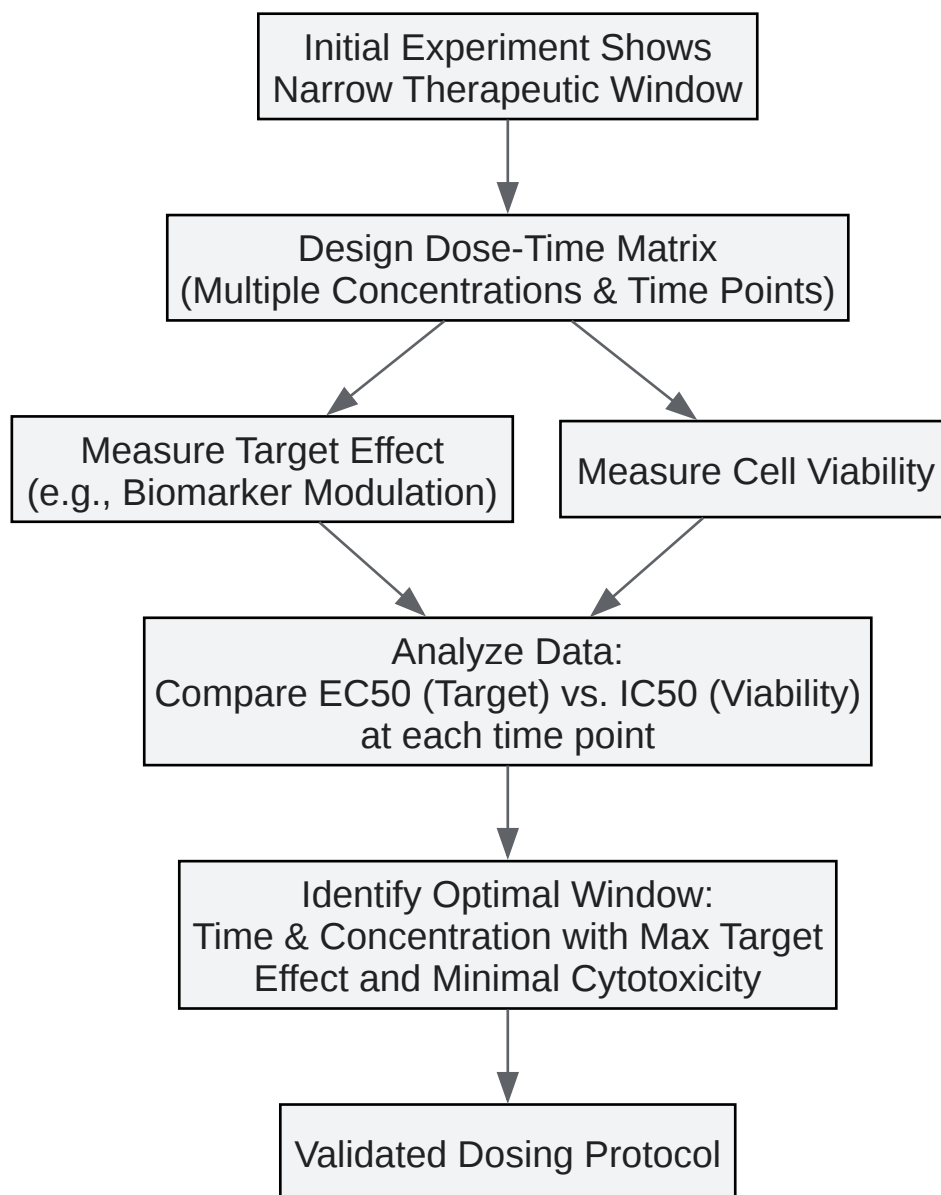 Initial Experiment Shows
Narrow Therapeutic Window
Design Dose-Time Matrix
(Multiple Concentrations & Time Points)
Measure Target Effect
(e.g., Biomarker Modulation)
Measure Cell Viability
Analyze Data:
Compare EC50 (Target) vs. IC50 (Viability)
at each time point
Identify Optimal Window:
Time & Concentration with Max Target
Effect and Minimal Cytotoxicity
Validated Dosing Protocol